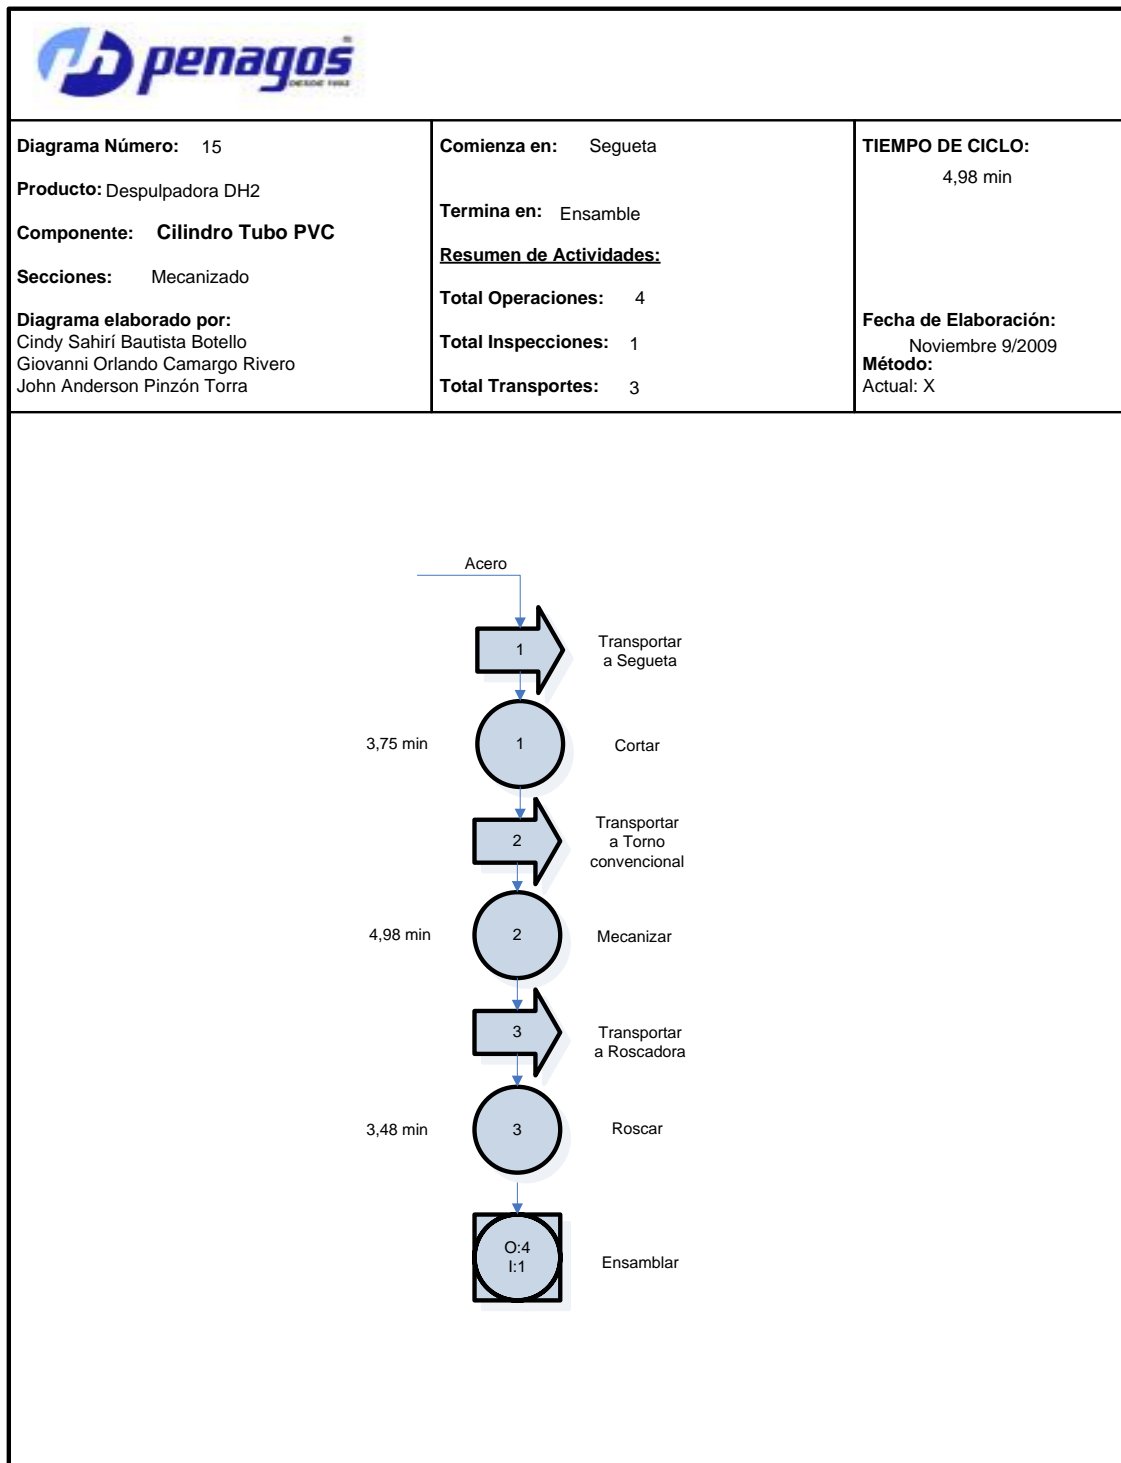 penagos
DESDE 1892
Diagrama Número: 15
Producto: Despulpadora DH2
Componente: Cilindro Tubo PVC
Secciones: Mecanizado
Diagrama elaborado por:
Cindy Sahirí Bautista Botello
Giovanni Orlando Camargo Rivero
John Anderson Pinzón Torra
Comienza en: Segueta
Termina en: Ensamble
Resumen de Actividades:
Total Operaciones: 4
Total Inspecciones: 1
Total Transportes: 3
TIEMPO DE CICLO:
4,98 min
Fecha de Elaboración:
Noviembre 9/2009
Método:
Actual: X
Acero
1
Transportar
a Segueta
3,75 min
1
Cortar
2
Transportar
a Torno
convencional
4,98 min
2
Mecanizar
3
Transportar
a Roscadora
3,48 min
3
Roscar
O:4
I:1
Ensamblar